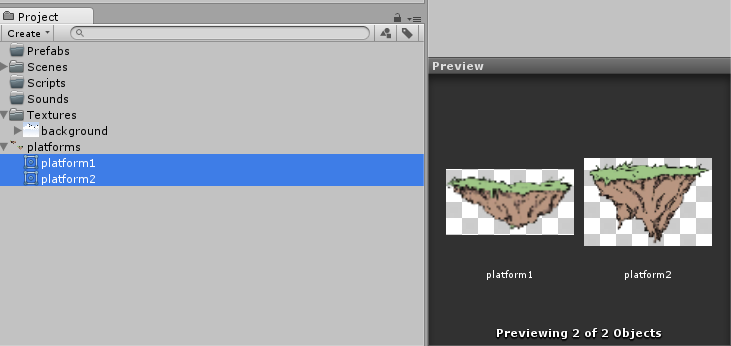 Project
Create
Prefabs
Scenes
Scripts
Sounds
Textures
background
platforms
platform1
platform2
Preview
platform1
platform2
Previewing 2 of 2 Objects